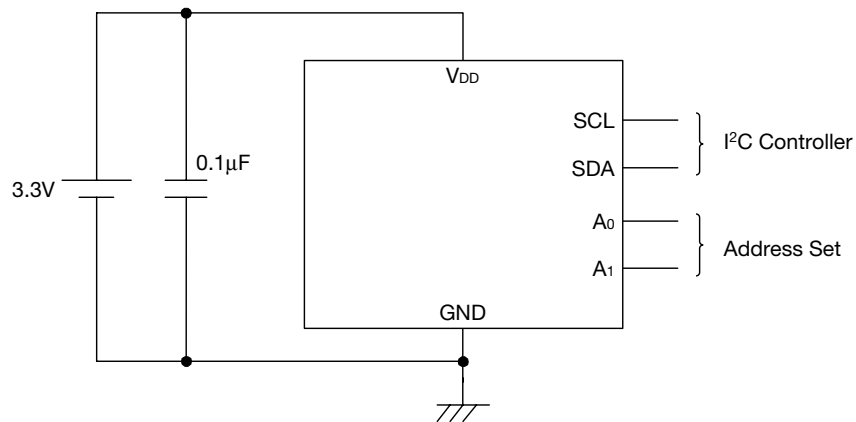 VDD
SCL
I²C Controller
SDA
0.1μF
3.3V
A0
Address Set
A1
GND